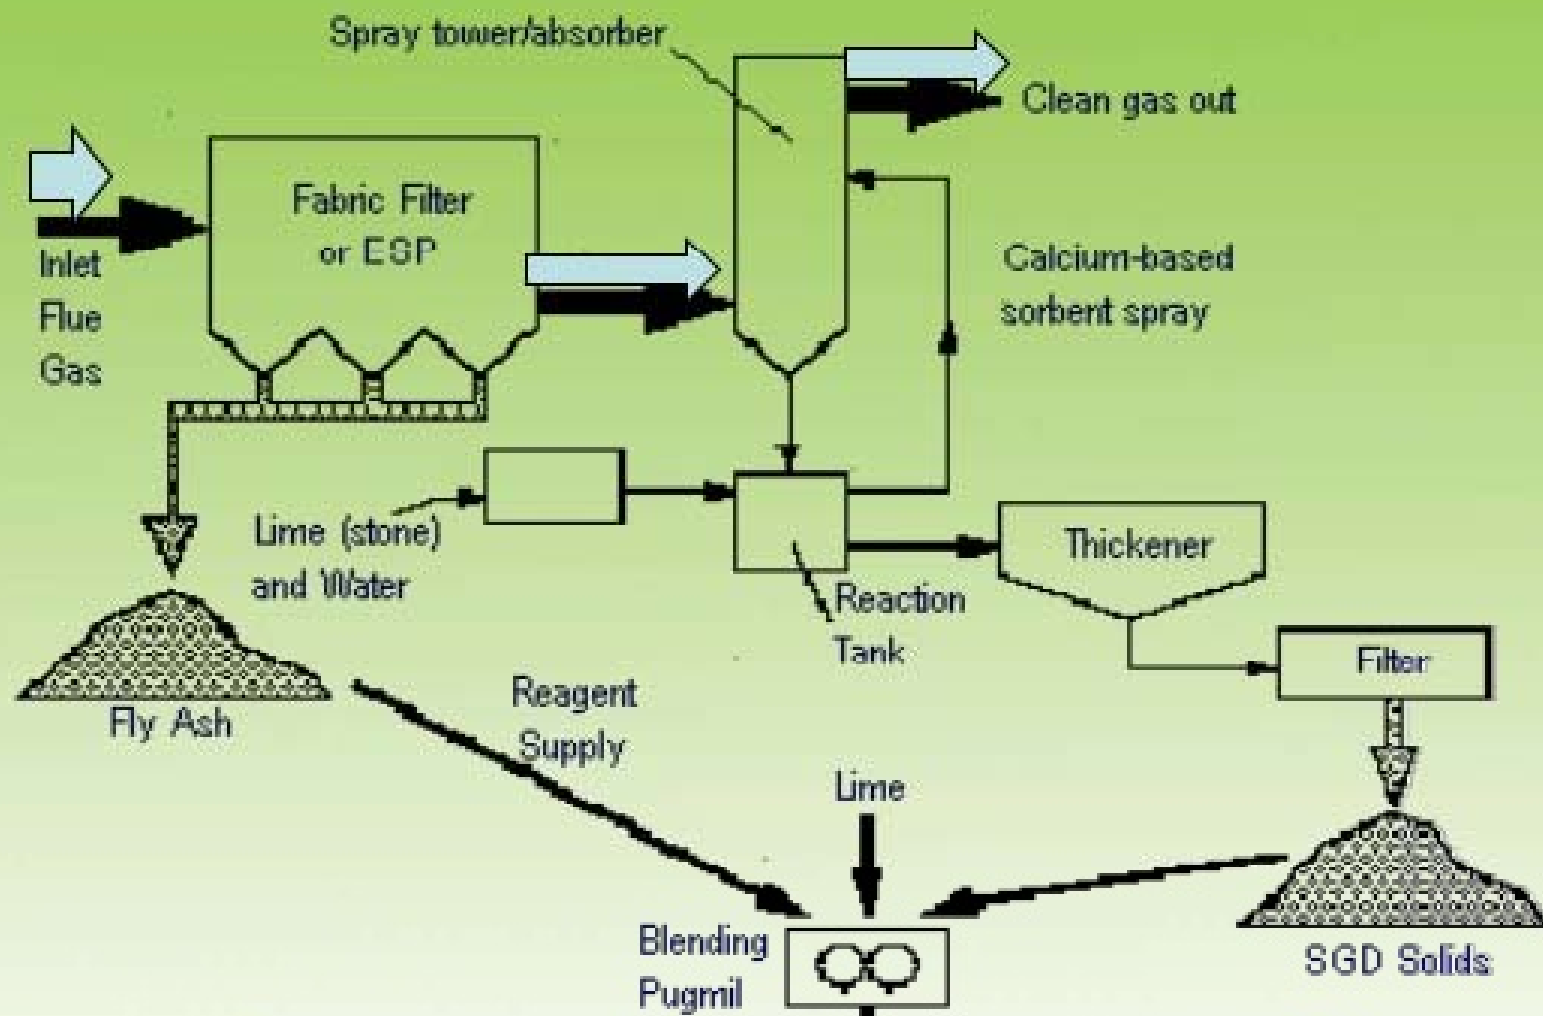 Spray tower/absorber
Clean gas out
Fabric Filter
or ESP
Inlet
Flue
Gas
Calcium-based
sorbent spray
Lime (stone)
and Water
Thickener
Reaction
Tank
Filter
Fly Ash
Reagent
Supply
Lime
Blending
Pugmil
SGD Solids